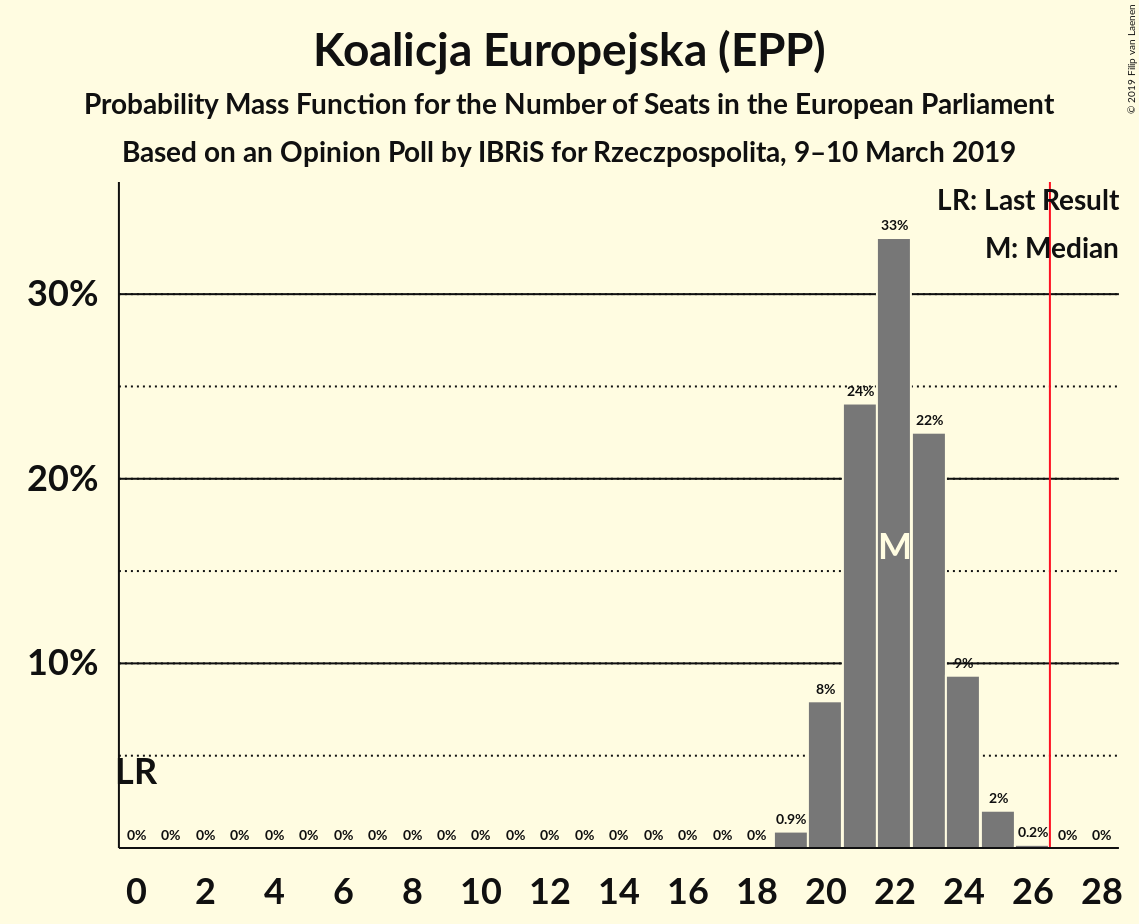 Koalicja Europejska (EPP)
Probability Mass Function for the Number of Seats in the European Parliament
Based on an Opinion Poll by IBRiS for Rzeczpospolita, 9–10 March 2019
© 2019 Filip van Laenen
LR: Last Result
M: Median
33%
30%
24%
22%
20%
M
10%
9%
8%
LR
2%
0% 0% 0% 0% 0% 0% 0% 0% 0% 0% 0% 0% 0% 0% 0% 0% 0% 0% 0% 0.9% 0.2% 0% 0%
0 2 4 6 8 10 12 14 16 18 20 22 24 26 28